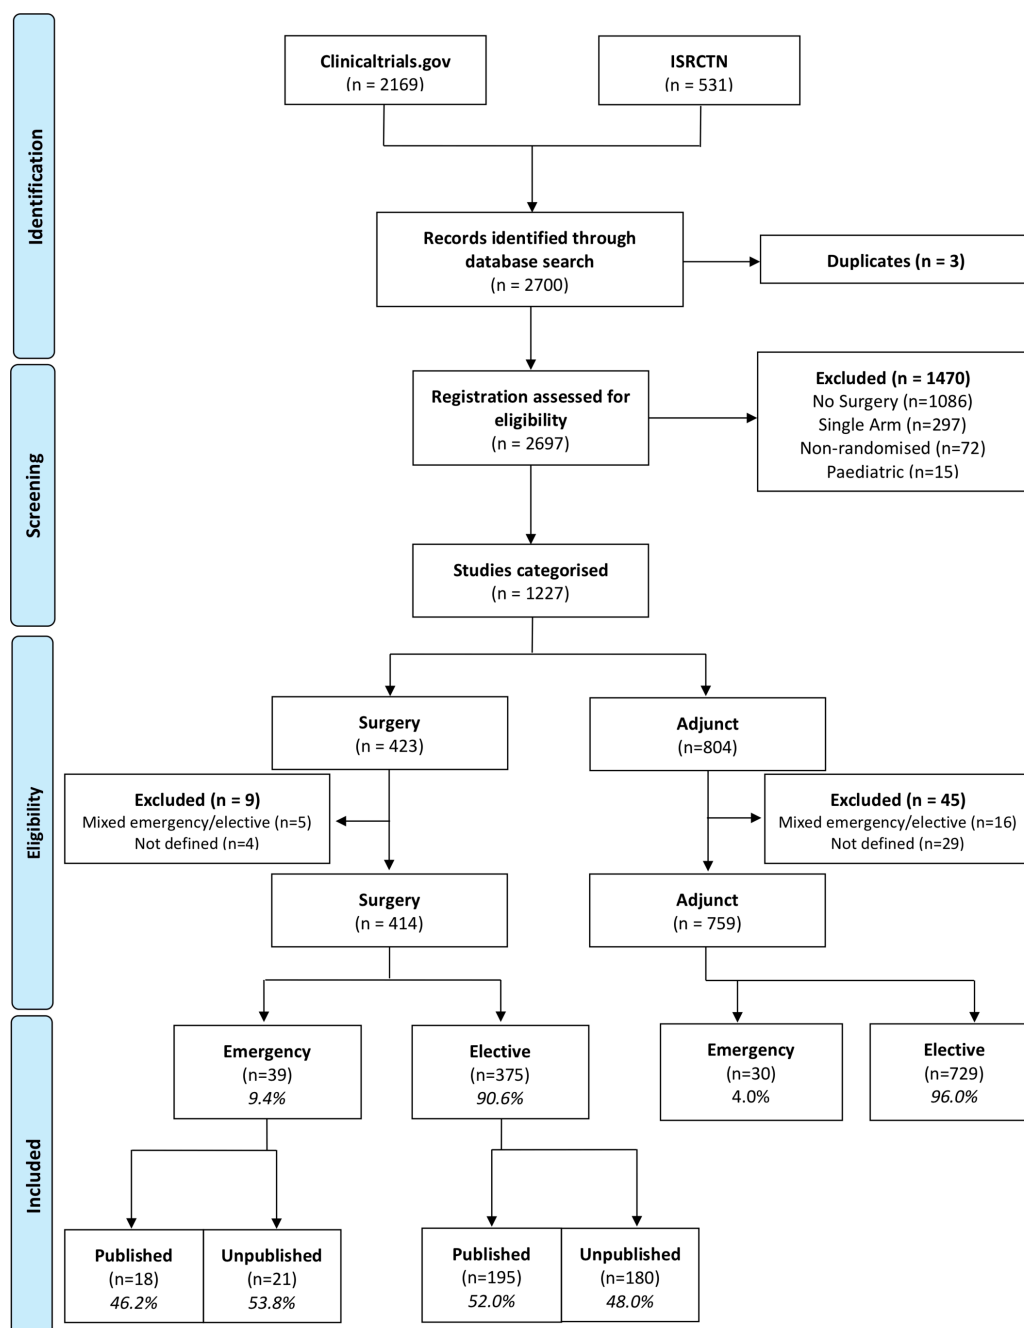 Identification
Clinicaltrials.gov
(n = 2169)
ISRCTN
(n = 531)
Records identified through
database search
(n = 2700)
Duplicates (n = 3)
Screening
Registration assessed for
eligibility
(n = 2697)
Excluded (n = 1470)
No Surgery (n=1086)
Single Arm (n=297)
Non-randomised (n=72)
Paediatric (n=15)
Studies categorised
(n = 1227)
Eligibility
Surgery
(n = 423)
Adjunct
(n=804)
Excluded (n = 9)
Mixed emergency/elective (n=5)
Not defined (n=4)
Excluded (n = 45)
Mixed emergency/elective (n=16)
Not defined (n=29)
Surgery
(n = 414)
Adjunct
(n = 759)
Included
Emergency
(n=39)
9.4%
Elective
(n=375)
90.6%
Emergency
(n=30)
4.0%
Elective
(n=729)
96.0%
Published
(n=18)
46.2%
Unpublished
(n=21)
53.8%
Published
(n=195)
52.0%
Unpublished
(n=180)
48.0%